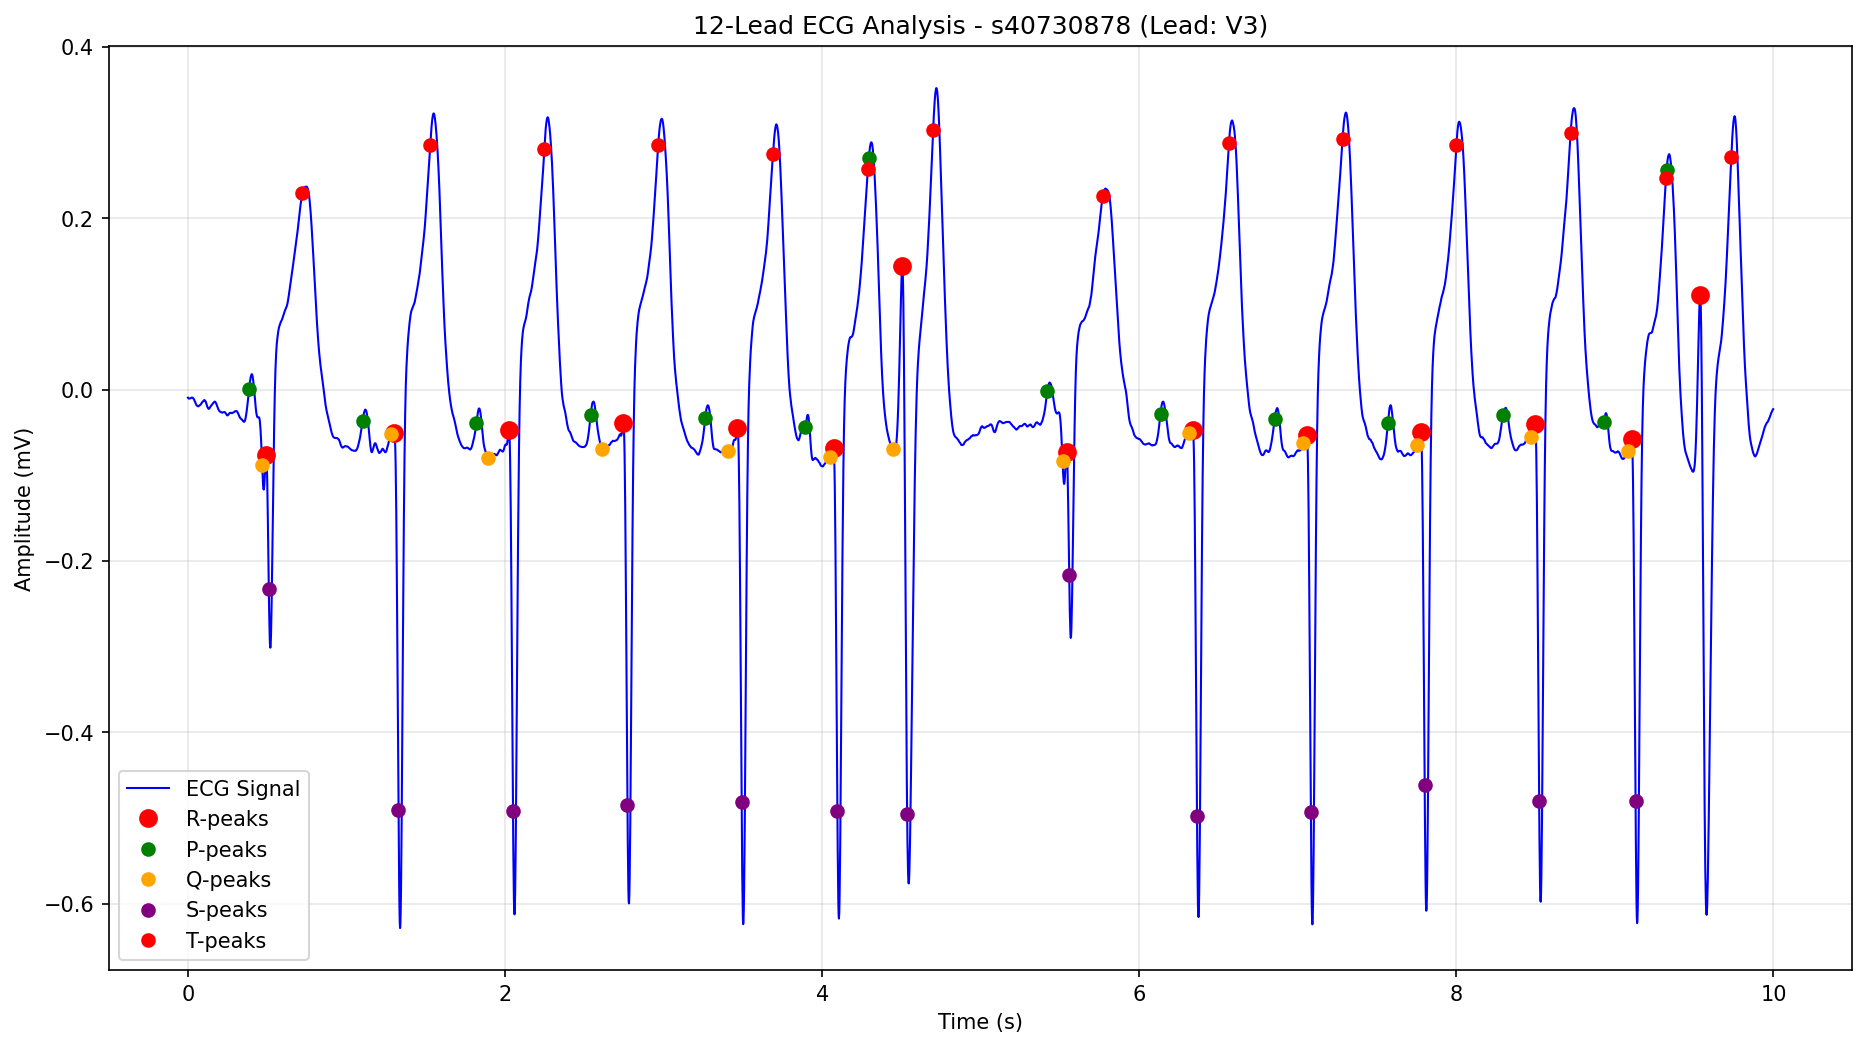 12-Lead ECG Analysis - s40730878 (Lead: V3)
0.4
0.2
0.0
−0.2
−0.4
−0.6
Amplitude (mV)
ECG Signal
R-peaks
P-peaks
Q-peaks
S-peaks
T-peaks
0 2 4 6 8 10
Time (s)